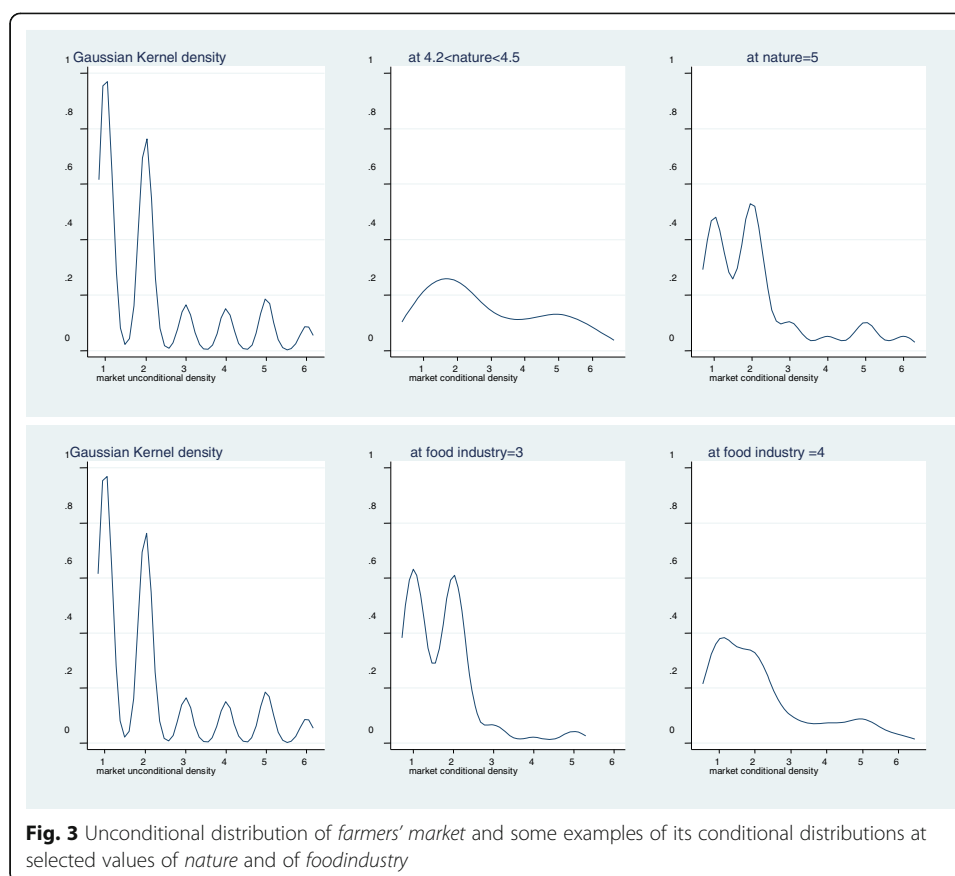 Gaussian Kernel density
1
.8
.6
.4
.2
0
1 2 3 4 5 6
market unconditional density
at 4.2<nature<4.5
1
.8
.6
.4
.2
0
1 2 3 4 5 6
market conditional density
at nature=5
1
.8
.6
.4
.2
0
1 2 3 4 5 6
market conditional density
Gaussian Kernel density
1
.8
.6
.4
.2
0
1 2 3 4 5 6
market unconditional density
at food industry=3
1
.8
.6
.4
.2
0
1 2 3 4 5 6
market conditional density
at food industry =4
1
.8
.6
.4
.2
0
1 2 3 4 5 6
market conditional density
Fig. 3 Unconditional distribution of farmers' market and some examples of its conditional distributions at
selected values of nature and of foodindustry